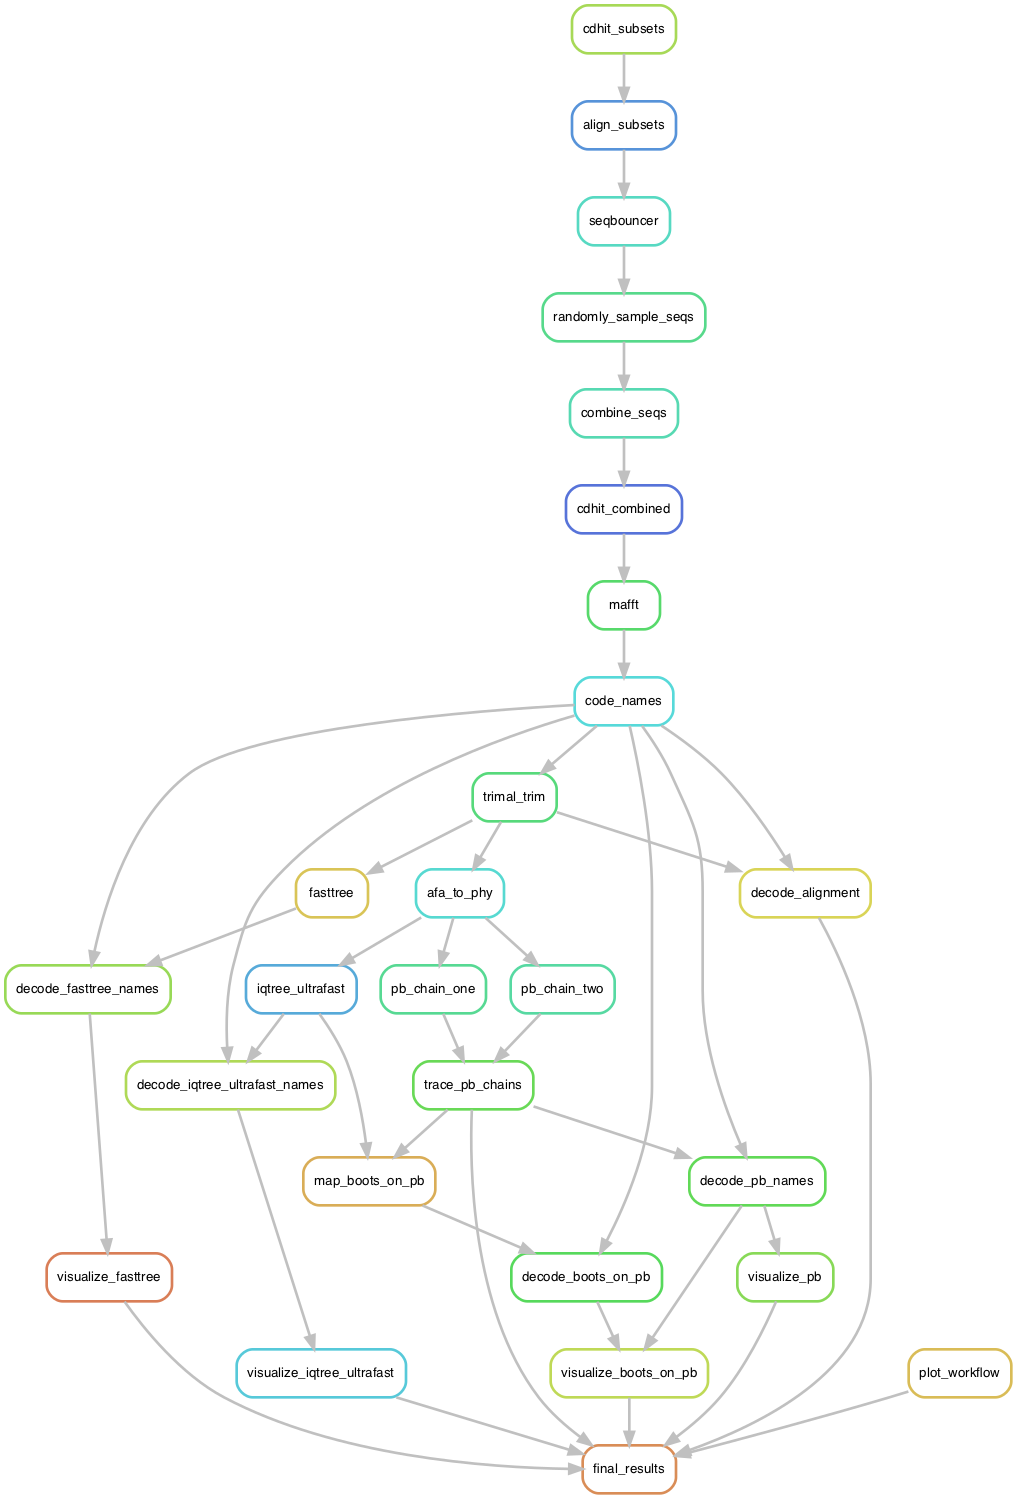 cdhit_subsets
align_subsets
seqbouncer
randomly_sample_seqs
combine_seqs
cdhit_combined
mafft
code_names
trimal_trim
fasttree
afa_to_phy
decode_alignment
decode_fasttree_names
iqtree_ultrafast
pb_chain_one
pb_chain_two
decode_iqtree_ultrafast_names
trace_pb_chains
map_boots_on_pb
decode_pb_names
visualize_fasttree
decode_boots_on_pb
visualize_pb
visualize_iqtree_ultrafast
visualize_boots_on_pb
plot_workflow
final_results